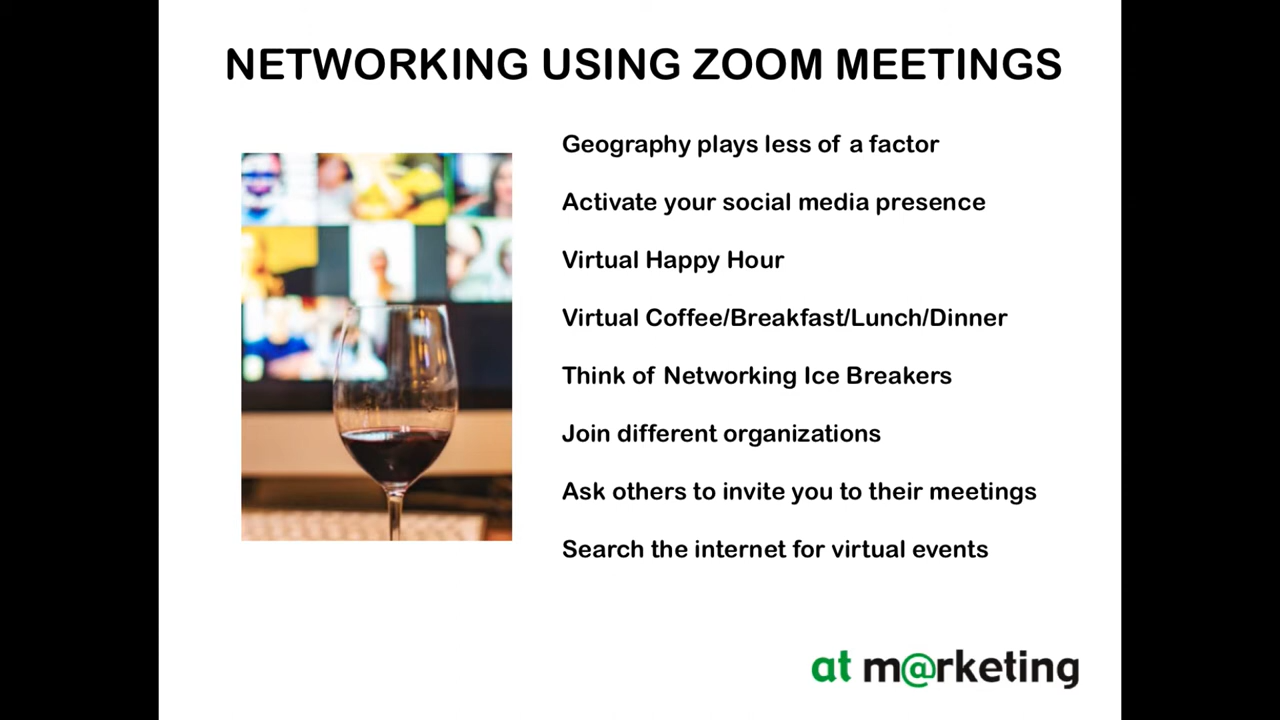 NETWORKING USING ZOOM MEETINGS
Geography plays less of a factor
Activate your social media presence
Virtual Happy Hour
Virtual Coffee/Breakfast/Lunch/Dinner
Think of Networking Ice Breakers
Join different organizations
Ask others to invite you to their meetings
Search the internet for virtual events
at m@rketing